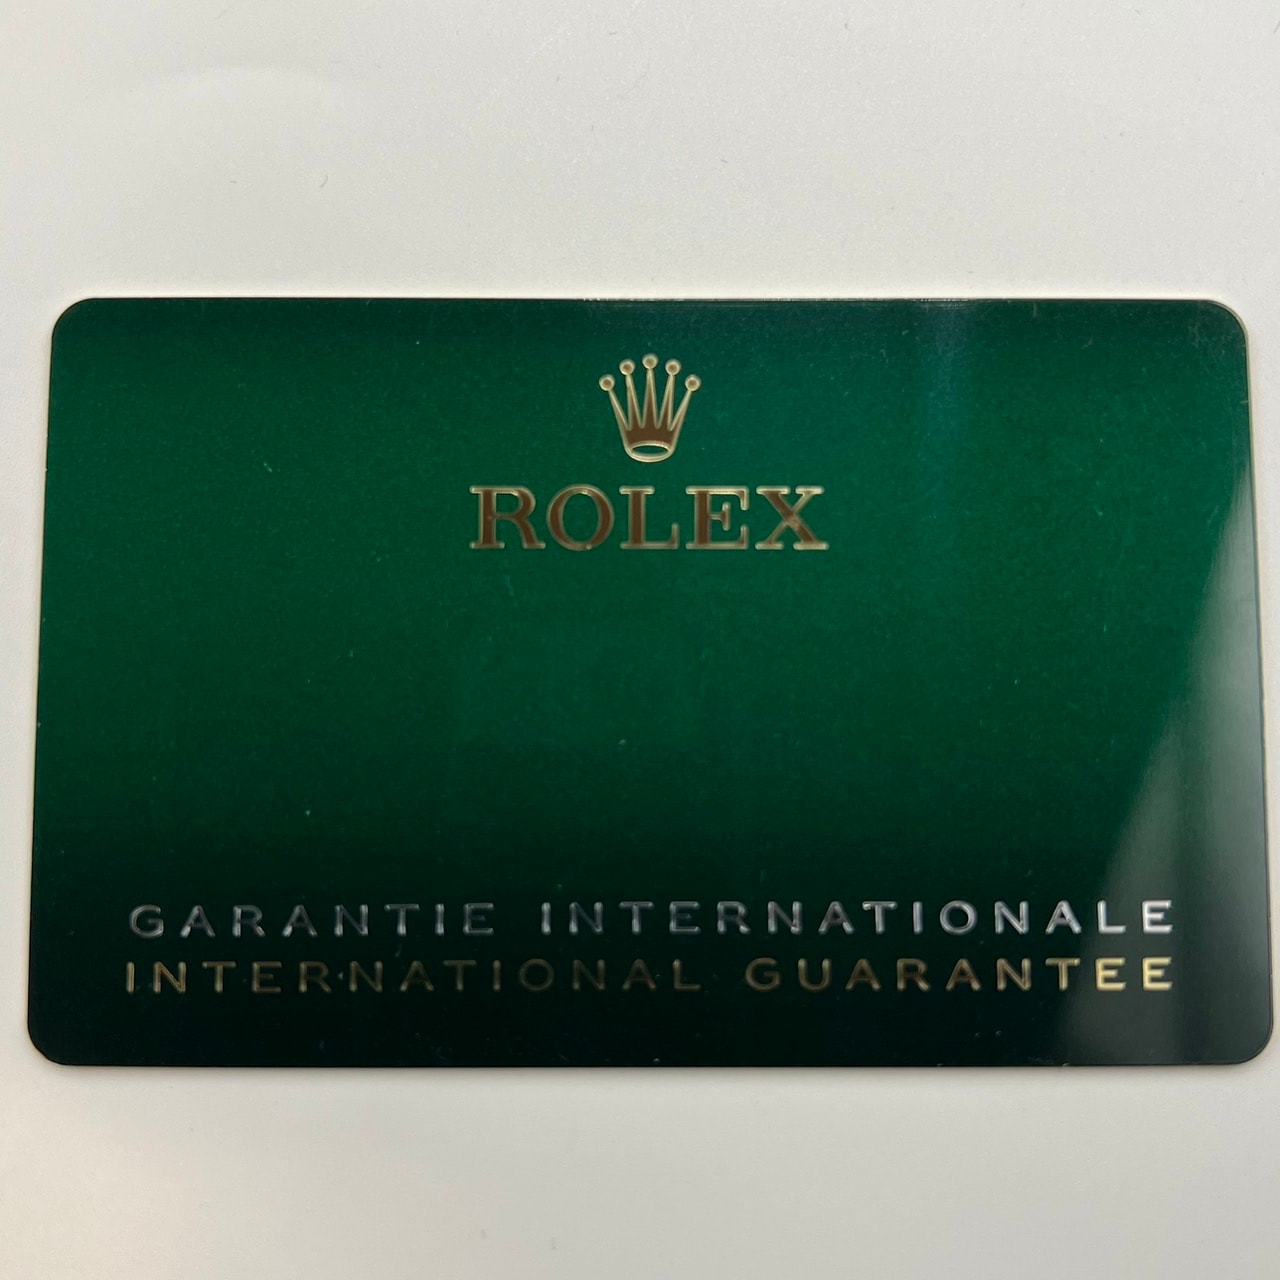 ROLEX
GARANTIE INTERNATIONALE
INTERNATIONAL GUARANTEE